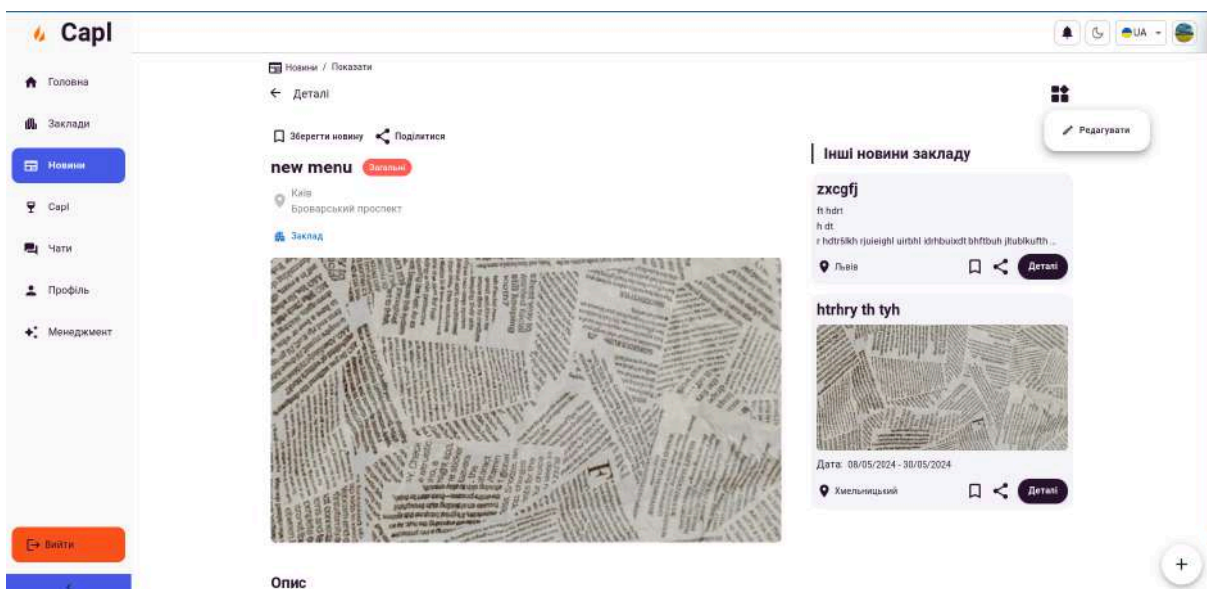 Capl
UA
Головна
Заклади
Новини
Capl
Чати
Профіль
Менеджмент
Вийти
Новини / Показати
Деталі
Редагувати
Зберегти новину Поділитися
new menu Загальні
Київ
Броварський проспект
Заклад
Опис
Інші новини закладу
zxcgfj
ft hdrt
h dt
Львів Деталі
htrhry th tyh
Дата: 08/05/2024 - 30/05/2024
Хмельницький Деталі
+